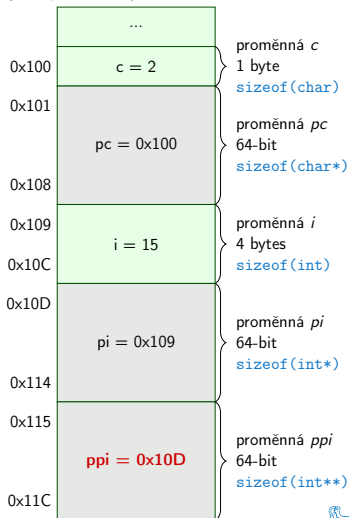 ...
0x100
c = 2
proměnná c
1 byte
sizeof(char)
0x101
pc = 0x100
0x108
proměnná pc
64-bit
sizeof(char*)
0x109
i = 15
0x10C
proměnná i
4 bytes
sizeof(int)
0x10D
pi = 0x109
0x114
proměnná pi
64-bit
sizeof(int*)
0x115
ppi = 0x10D
0x11C
proměnná ppi
64-bit
sizeof(int**)